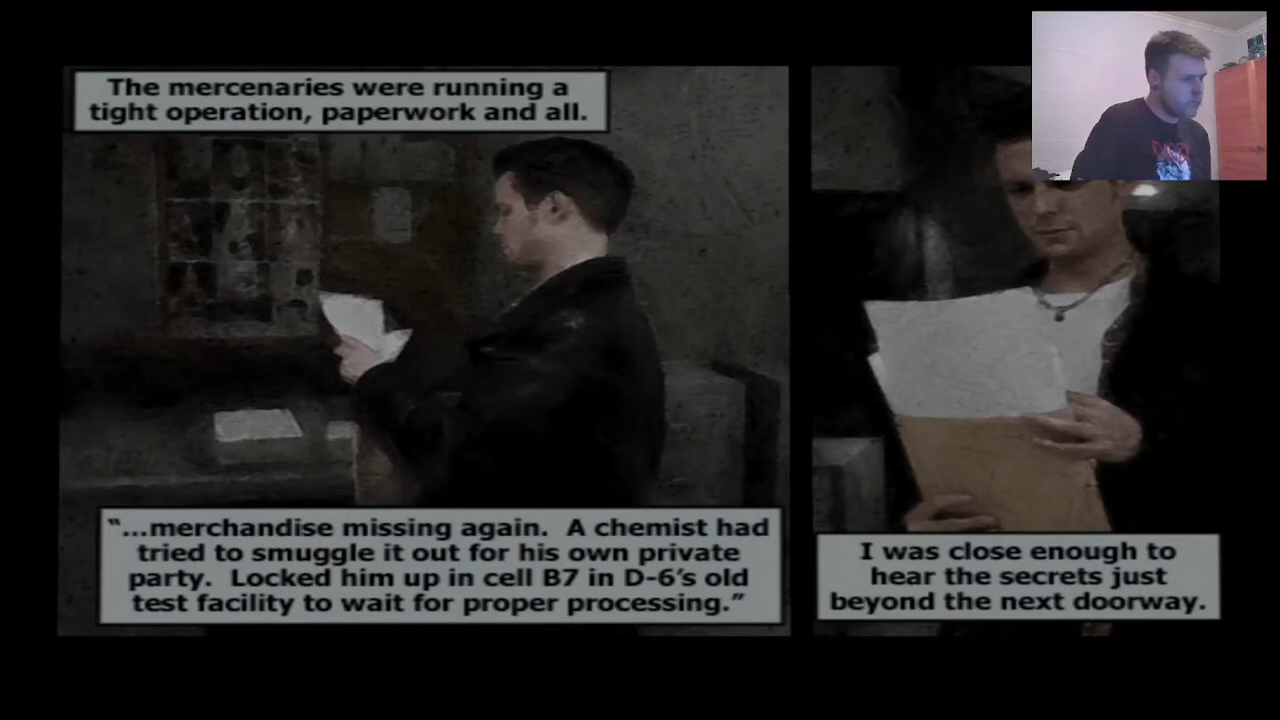 The mercenaries were running a
tight operation, paperwork and all.
“...merchandise missing again.  A chemist had
tried to smuggle it out for his own private
party.  Locked him up in cell B7 in D-6’s old
test facility to wait for proper processing.”
I was close enough to
hear the secrets just
beyond the next doorway.